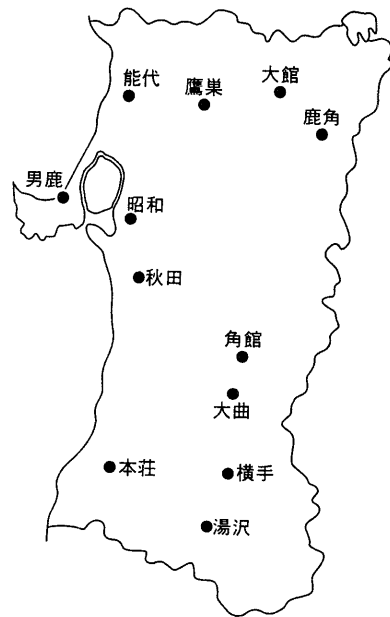 能代
鷹巣
大館
鹿角
男鹿
昭和
秋田
角館
大曲
本荘
横手
湯沢